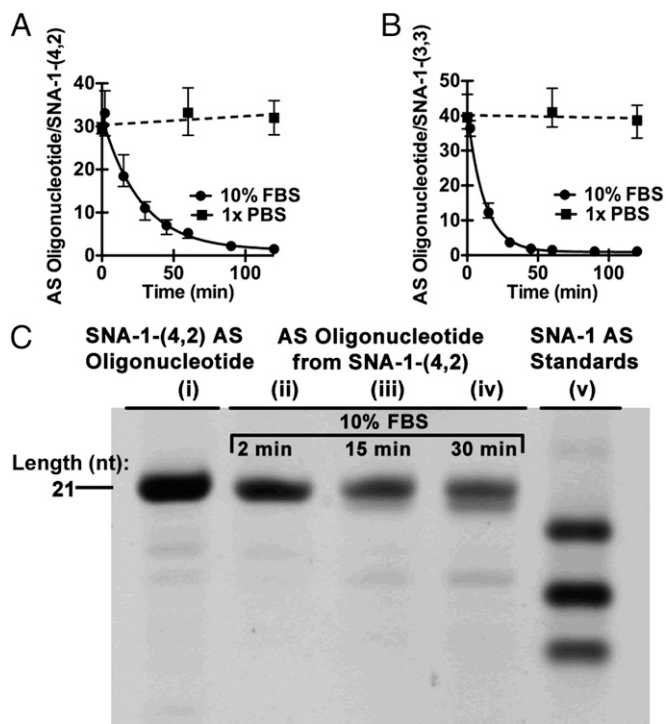 A
AS Oligonucleotide/SNA-1-(4,2)
40
30
20
10
0
10% FBS
1x PBS
0
50
100
Time (min)
B
AS Oligonucleotide/SNA-1-(3,3)
50
40
30
20
10
0
10% FBS
1x PBS
0
50
100
Time (min)
C
SNA-1-(4,2) AS
Oligonucleotide
(i)
AS Oligonucleotide
from SNA-1-(4,2)
(ii) (iii) (iv)
SNA-1 AS
Standards
(v)
10% FBS
2 min 15 min 30 min
Length (nt):
21